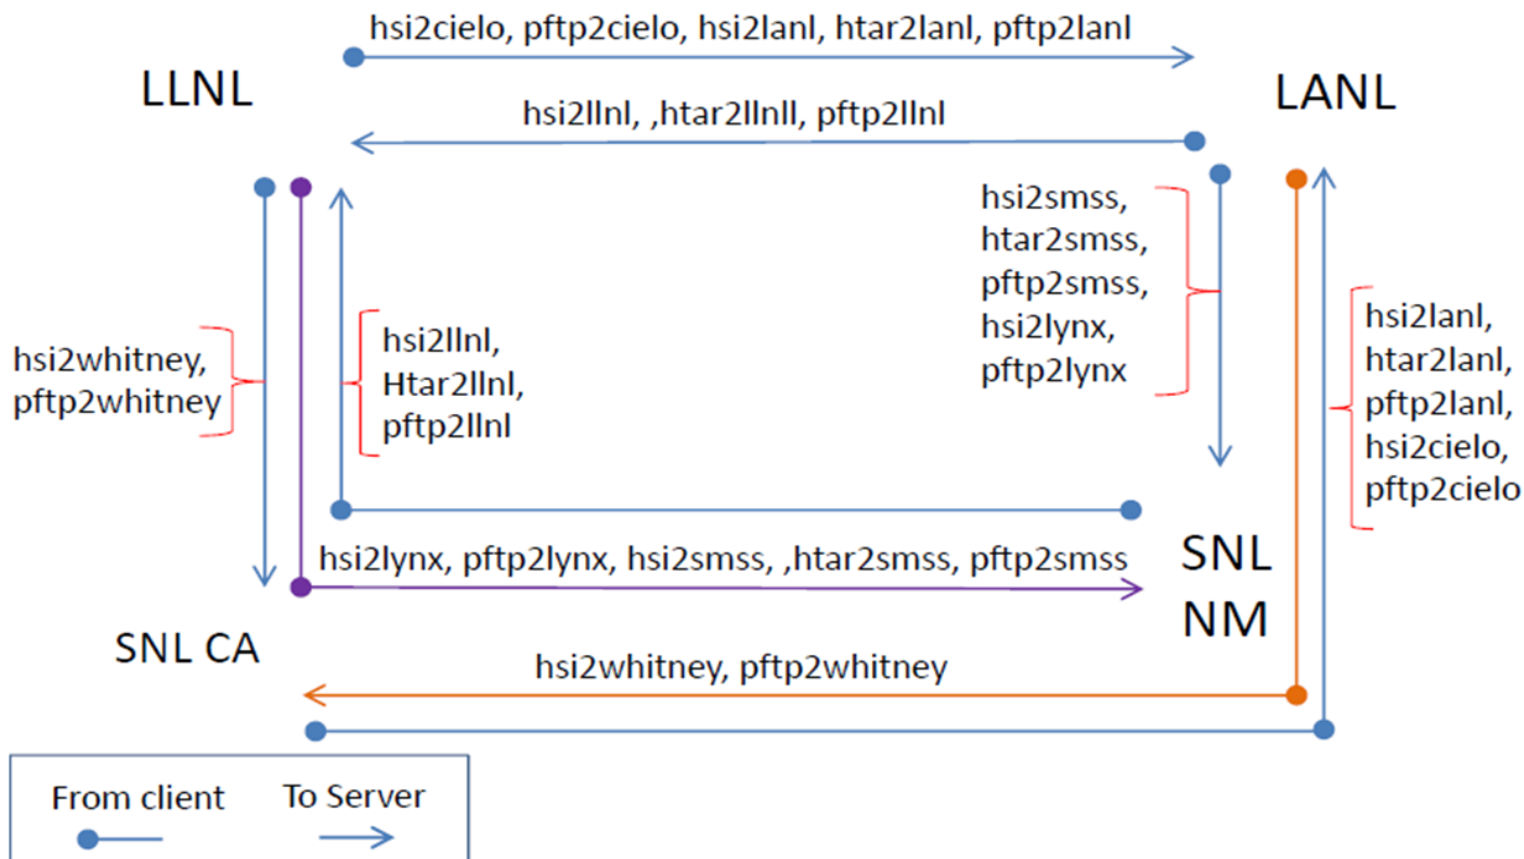 hsi2cielo, pftp2cielo, hsi2lanl, htar2lanl, pftp2lanl
LLNL
LANL
hsi2llnl, ,htar2llnll, pftp2llnl
hsi2smss,
htar2smss,
pftp2smss,
hsi2lynx,
pftp2lynx
hsi2whitney,
pftp2whitney
hsi2llnl,
Htar2llnl,
pftp2llnl
hsi2lanl,
htar2lanl,
pftp2lanl,
hsi2cielo,
pftp2cielo
hsi2lynx, pftp2lynx, hsi2smss, ,htar2smss, pftp2smss
SNL
NM
SNL CA
hsi2whitney, pftp2whitney
From client
To Server